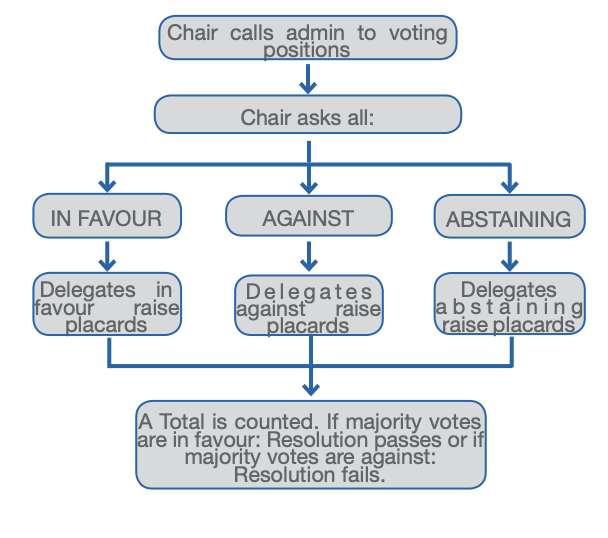 Chair calls admin to voting
positions
Chair asks all:
IN FAVOUR
AGAINST
ABSTAINING
Delegates in
favour raise
placards
Delegates
against raise
placards
Delegates
abstaining
raise placards
A Total is counted. If majority votes
are in favour: Resolution passes or if
majority votes are against:
Resolution fails.